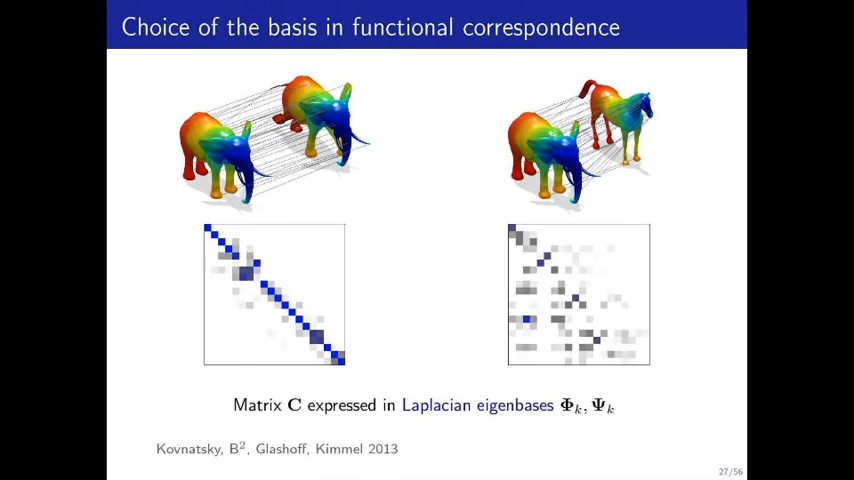 Choice of the basis in functional correspondence
Matrix C expressed in Laplacian eigenbases Φₖ, Ψₖ
Kovnatsky, B², Glashoff, Kimmel 2013
27/56